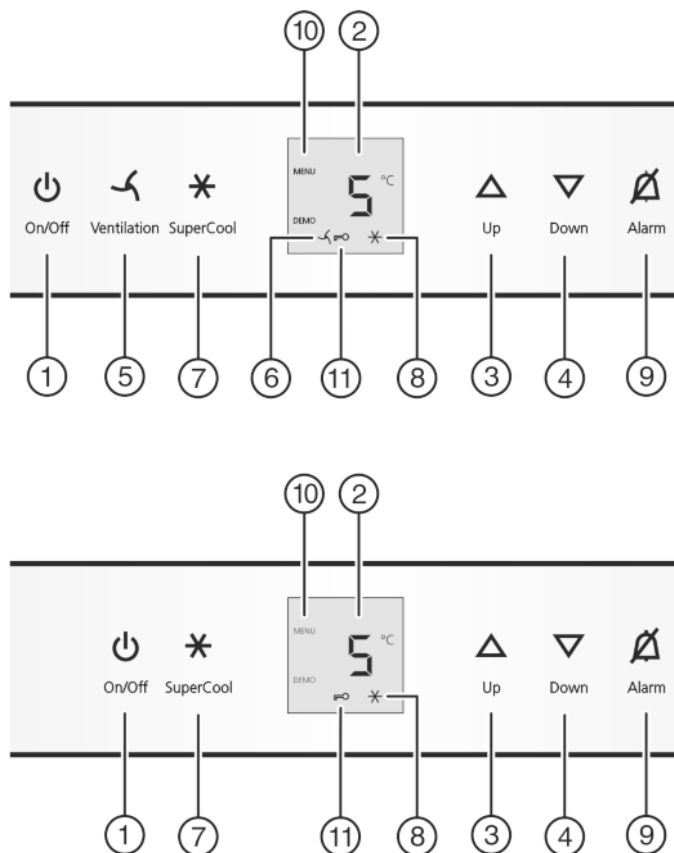 10 2
MENU
5 °C
On/Off Ventilation SuperCool DEMO Up Down Alarm
1 5 7 6 11 8 3 4 9
10 2
MENU
5 °C
On/Off SuperCool DEMO Up Down Alarm
1 7 11 8 3 4 9